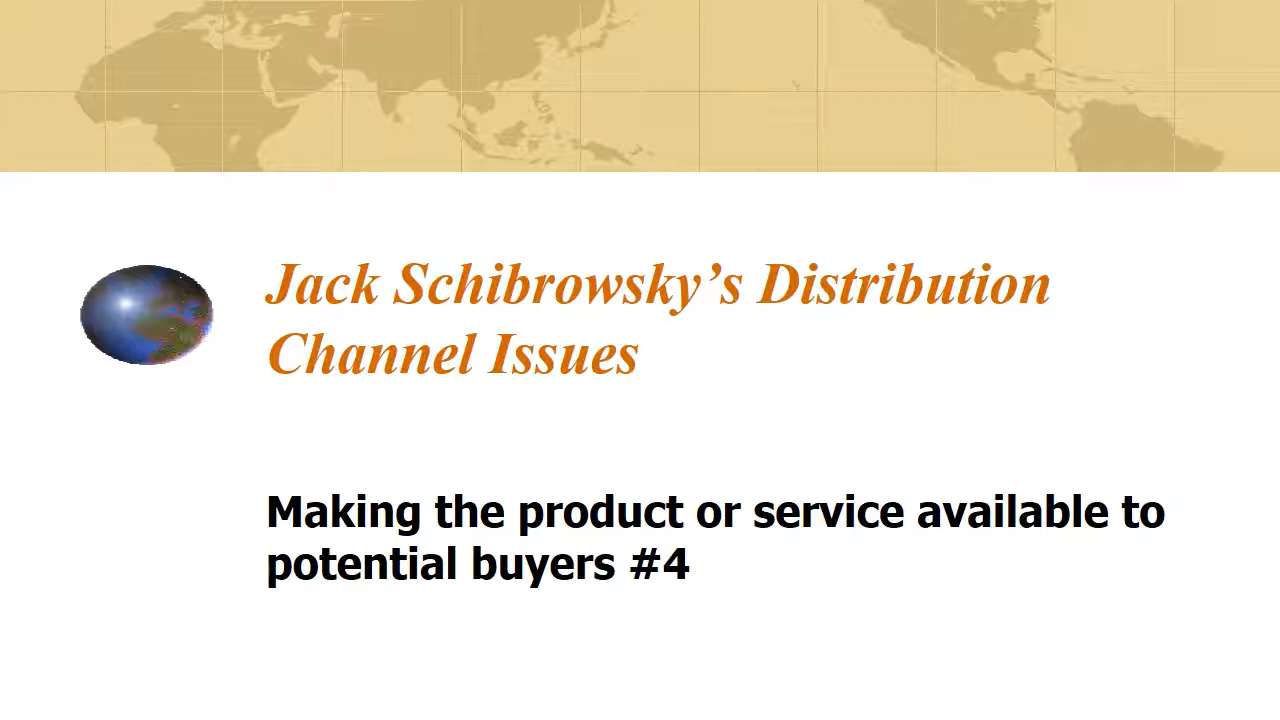 Jack Schibrowsky’s Distribution
Channel Issues
Making the product or service available to
potential buyers #4